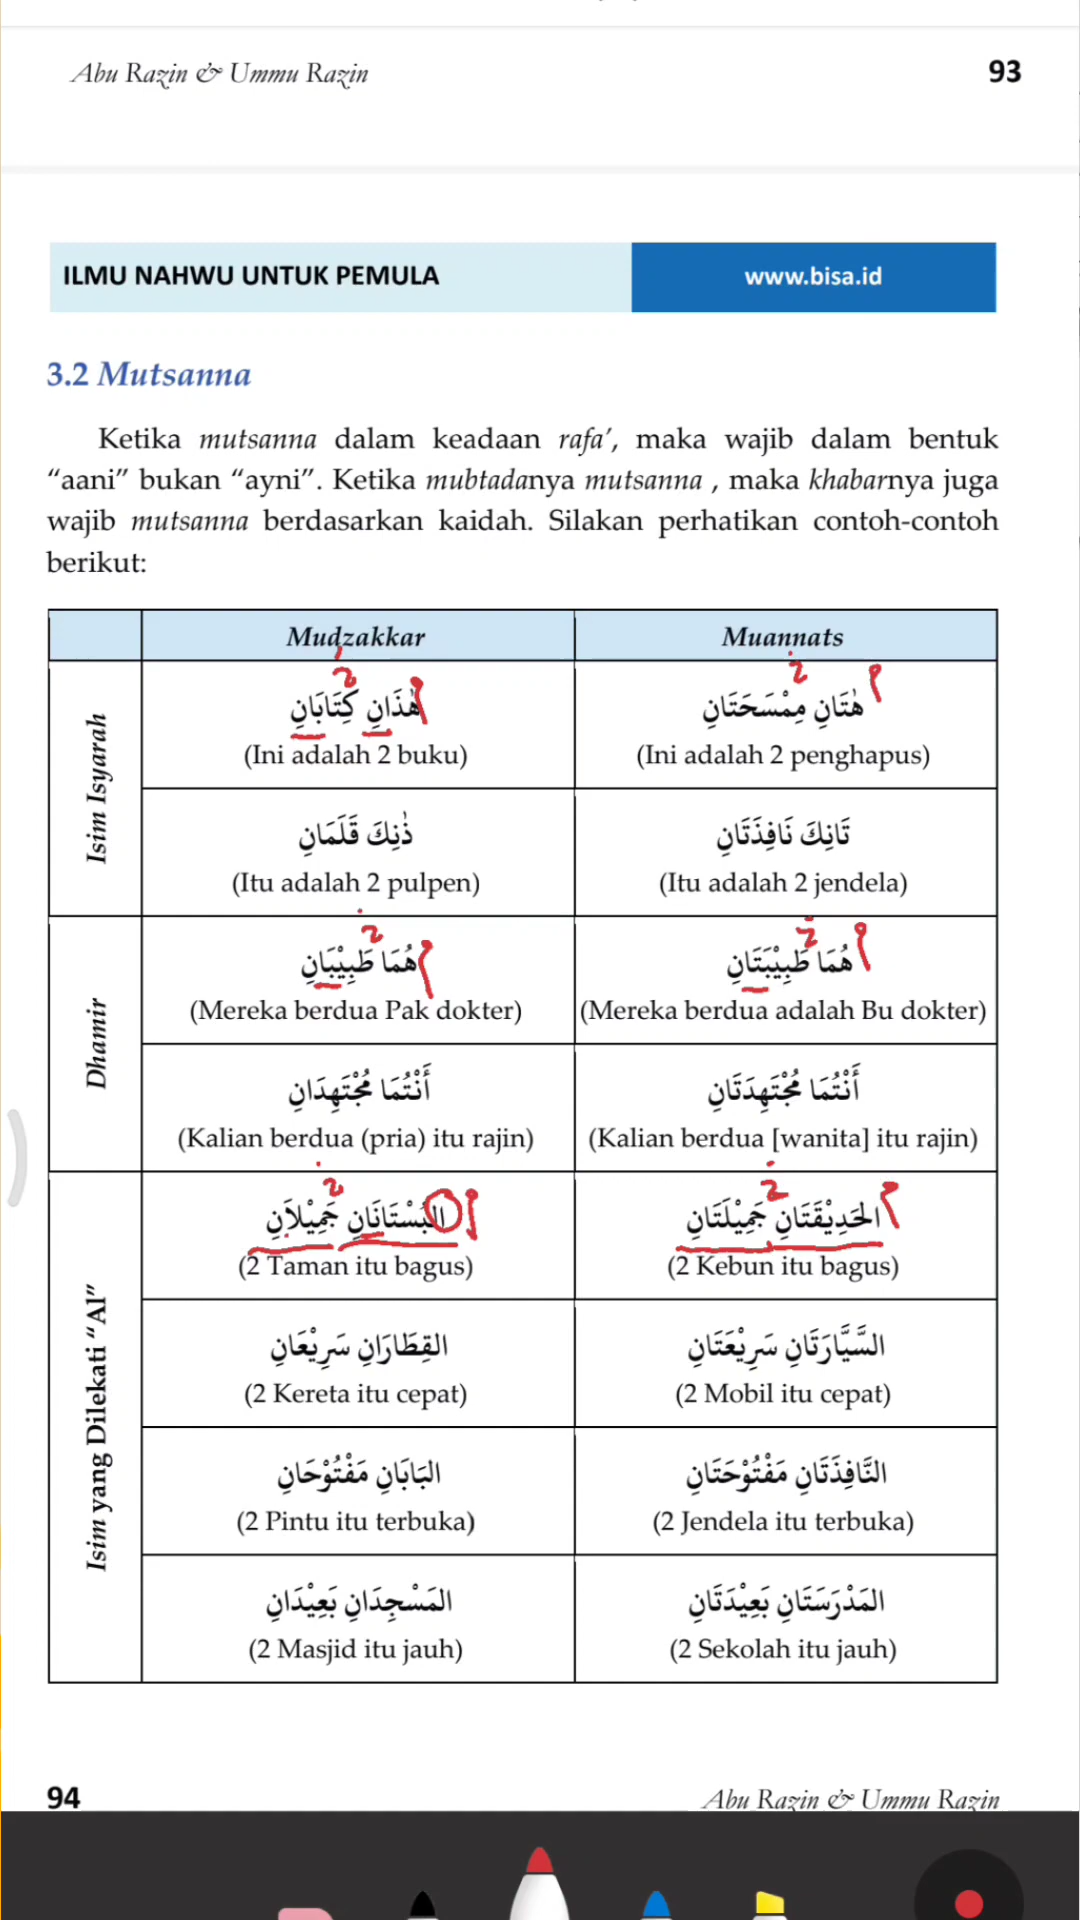 Abu Razin & Ummu Razin 93
ILMU NAHWU UNTUK PEMULA www.bisa.id
3.2 Mutsanna
Ketika mutsanna dalam keadaan rafa’, maka wajib dalam bentuk
“aani” bukan “ayni”. Ketika mubtadanya mutsanna , maka khabarnya juga
wajib mutsanna berdasarkan kaidah. Silakan perhatikan contoh-contoh
berikut:
Mudzakkar Muannats
Isim Isyarah
هٰذَانِ كِتَابَانِ
(Ini adalah 2 buku)
هٰتَانِ مِمْسَحَتَانِ
(Ini adalah 2 penghapus)
ذٰنِكَ قَلَمَانِ
(Itu adalah 2 pulpen)
تَانِكَ نَافِذَتَانِ
(Itu adalah 2 jendela)
Dhamir
هُمَا طَبِيْبَانِ
(Mereka berdua Pak dokter)
هُمَا طَبِيْبَتَانِ
(Mereka berdua adalah Bu dokter)
أَنْتُمَا مُجْتَهِدَانِ
(Kalian berdua (pria) itu rajin)
أَنْتُمَا مُجْتَهِدَتَانِ
(Kalian berdua [wanita] itu rajin)
Isim yang Dilekati “Al”
البُسْتَانَانِ جَمِيْلَانِ
(2 Taman itu bagus)
الحَدِيْقَتَانِ جَمِيْلَتَانِ
(2 Kebun itu bagus)
القِطَارَانِ سَرِيْعَانِ
(2 Kereta itu cepat)
السَّيَّارَتَانِ سَرِيْعَتَانِ
(2 Mobil itu cepat)
البَابَانِ مَفْتُوْحَانِ
(2 Pintu itu terbuka)
النَّافِذَتَانِ مَفْتُوْحَتَانِ
(2 Jendela itu terbuka)
المَسْجِدَانِ بَعِيْدَانِ
(2 Masjid itu jauh)
المَدْرَسَتَانِ بَعِيْدَتَانِ
(2 Sekolah itu jauh)
94 Abu Razin & Ummu Razin